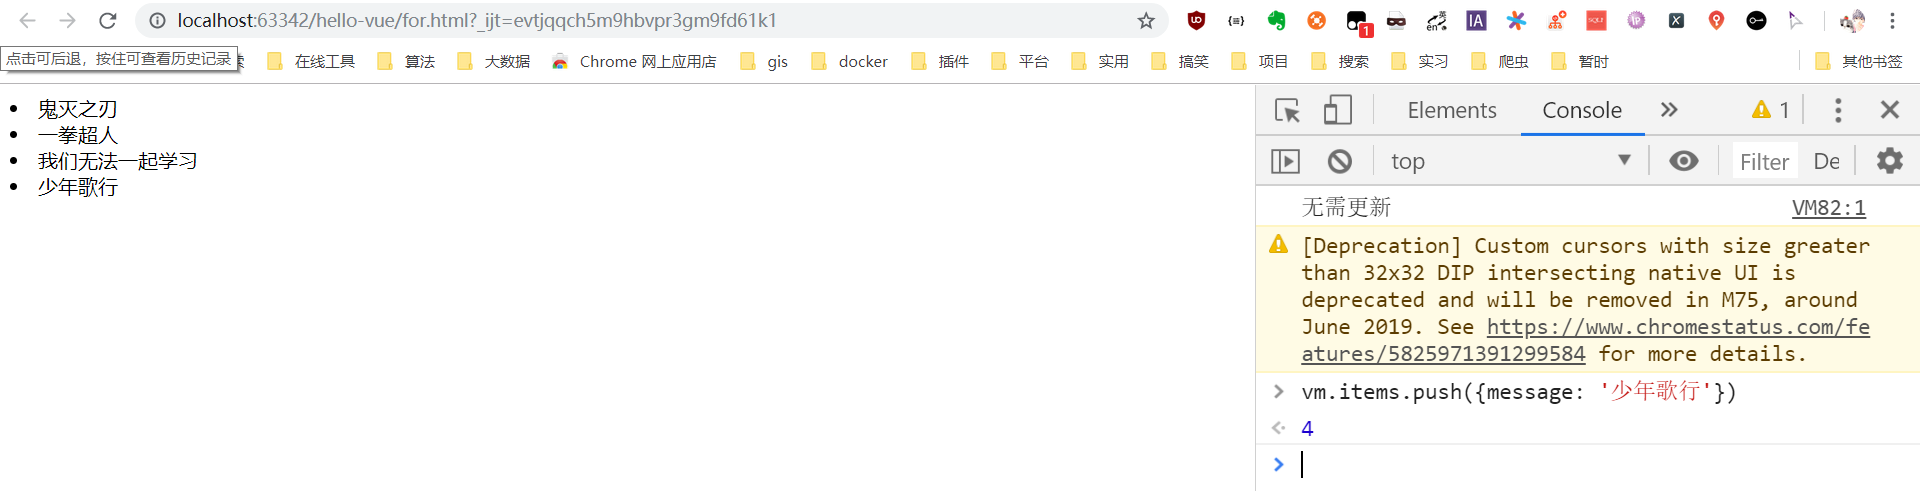 localhost:63342/hello-vue/for.html?_ijt=evtjqqch5m9hbvpr3gm9fd61k1
点击可后退，按住可查看历史记录
在线工具 算法 大数据 Chrome 网上应用店 gis docker 插件 平台 实用 搞笑 项目 搜索 实习 爬虫 暂时 其他书签
鬼灭之刃
一拳超人
我们无法一起学习
少年歌行
Elements Console 1
top Filter De
无需更新 VM82:1
[Deprecation] Custom cursors with size greater
than 32x32 DIP intersecting native UI is
deprecated and will be removed in M75, around
June 2019. See https://www.chromestatus.com/fe
atures/5825971391299584 for more details.
vm.items.push({message: '少年歌行'})
4